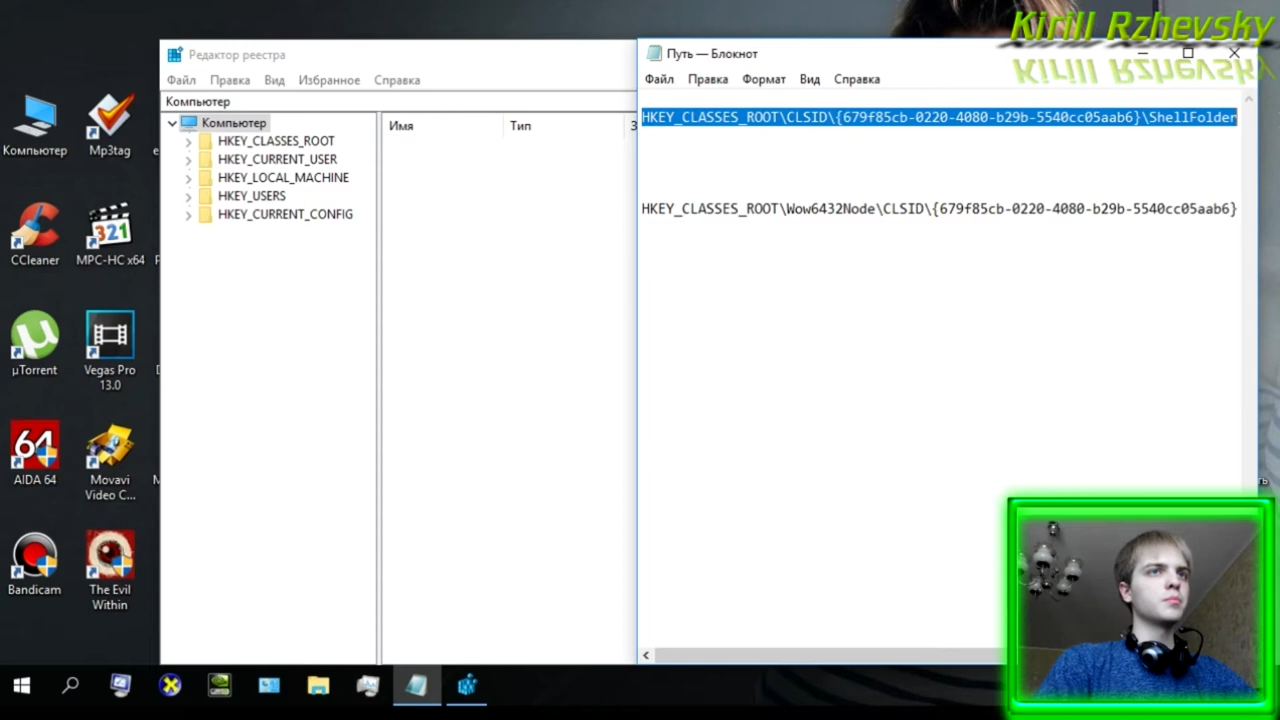 Kirill Rzhevsky
Редактор реестра
Файл Правка Вид Избранное Справка
Компьютер
Компьютер
HKEY_CLASSES_ROOT
HKEY_CURRENT_USER
HKEY_LOCAL_MACHINE
HKEY_USERS
HKEY_CURRENT_CONFIG
Имя Тип З
Путь — Блокнот
Файл Правка Формат Вид Справка
HKEY_CLASSES_ROOT\CLSID\{679f85cb-0220-4080-b29b-5540cc05aab6}\ShellFolder
HKEY_CLASSES_ROOT\Wow6432Node\CLSID\{679f85cb-0220-4080-b29b-5540cc05aab6}
Компьютер
Mp3tag
CCleaner
321
MPC-HC x64
µTorrent
Vegas Pro
13.0
64
AIDA 64
Movavi
Video C...
Bandicam
The Evil
Within